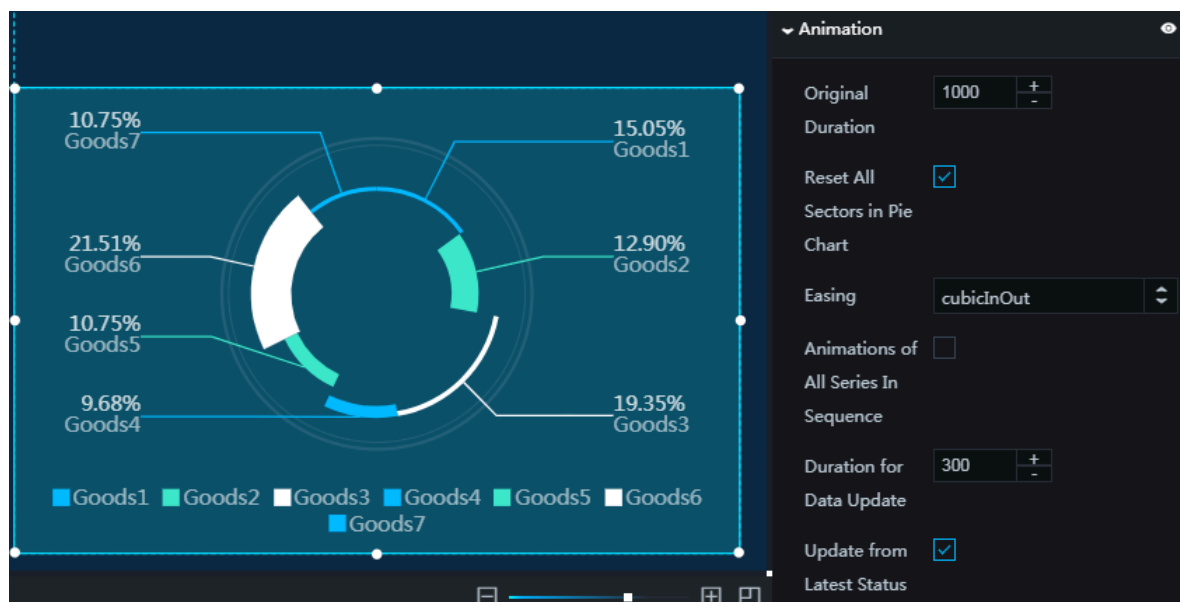 10.75%
Goods7
15.05%
Goods1
21.51%
Goods6
12.90%
Goods2
10.75%
Goods5
9.68%
Goods4
19.35%
Goods3
Goods1 Goods2 Goods3 Goods4 Goods5 Goods6
Goods7
Animation
Original 1000 + -
Duration
Reset All
Sectors in Pie
Chart
Easing cubicInOut
Animations of
All Series In
Sequence
Duration for 300 + -
Data Update
Update from
Latest Status